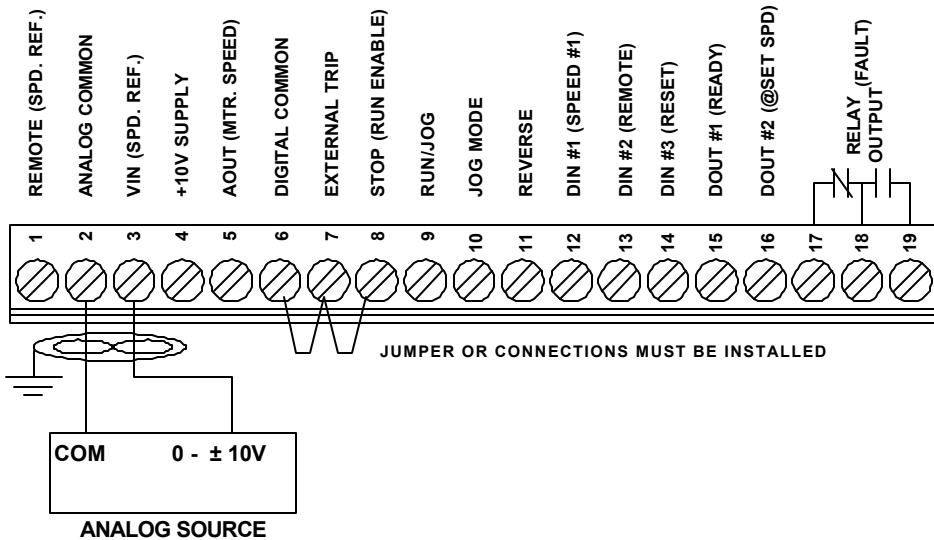 REMOTE (SPD. REF.)
ANALOG COMMON
VIN (SPD. REF.)
+10V SUPPLY
AOUT (MTR. SPEED)
DIGITAL COMMON
EXTERNAL TRIP
STOP (RUN ENABLE)
RUN/JOG
JOG MODE
REVERSE
DIN #1 (SPEED #1)
DIN #2 (REMOTE)
DIN #3 (RESET)
DOUT #1 (READY)
DOUT #2 (@SET SPD)
RELAY (FAULT)
OUTPUT
1 2 3 4 5 6 7 8 9 10 11 12 13 14 15 16 17 18 19
JUMPER OR CONNECTIONS MUST BE INSTALLED
COM 0 - ± 10V
ANALOG SOURCE